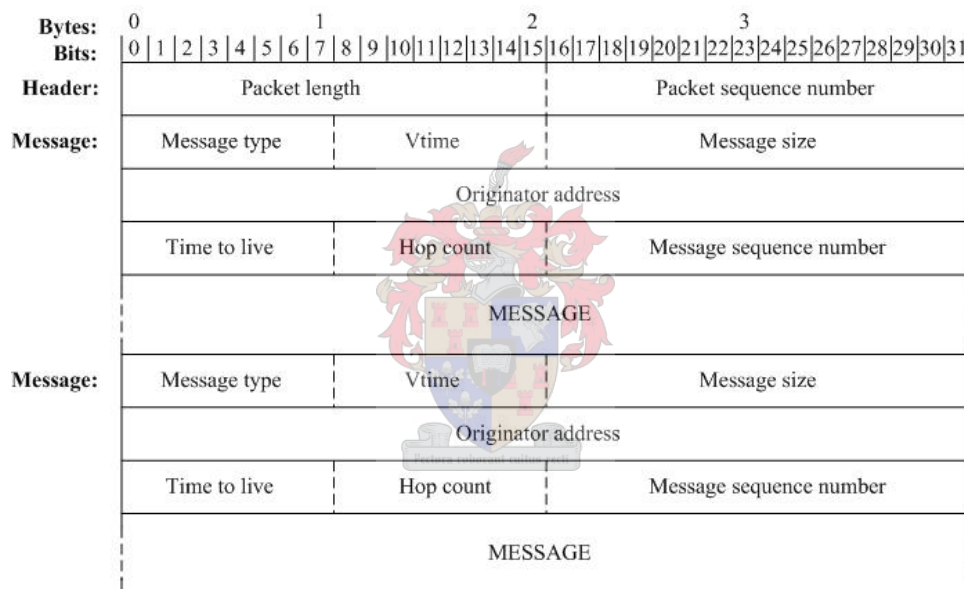 Bytes: 0 1 2 3
Bits: 0 1 2 3 4 5 6 7 8 9 10 11 12 13 14 15 16 17 18 19 20 21 22 23 24 25 26 27 28 29 30 31
Header: Packet length Packet sequence number
Message: Message type Vtime Message size
Originator address
Time to live Hop count Message sequence number
MESSAGE
Message: Message type Vtime Message size
Originator address
Pectora roborant cultus recti
Time to live Hop count Message sequence number
MESSAGE